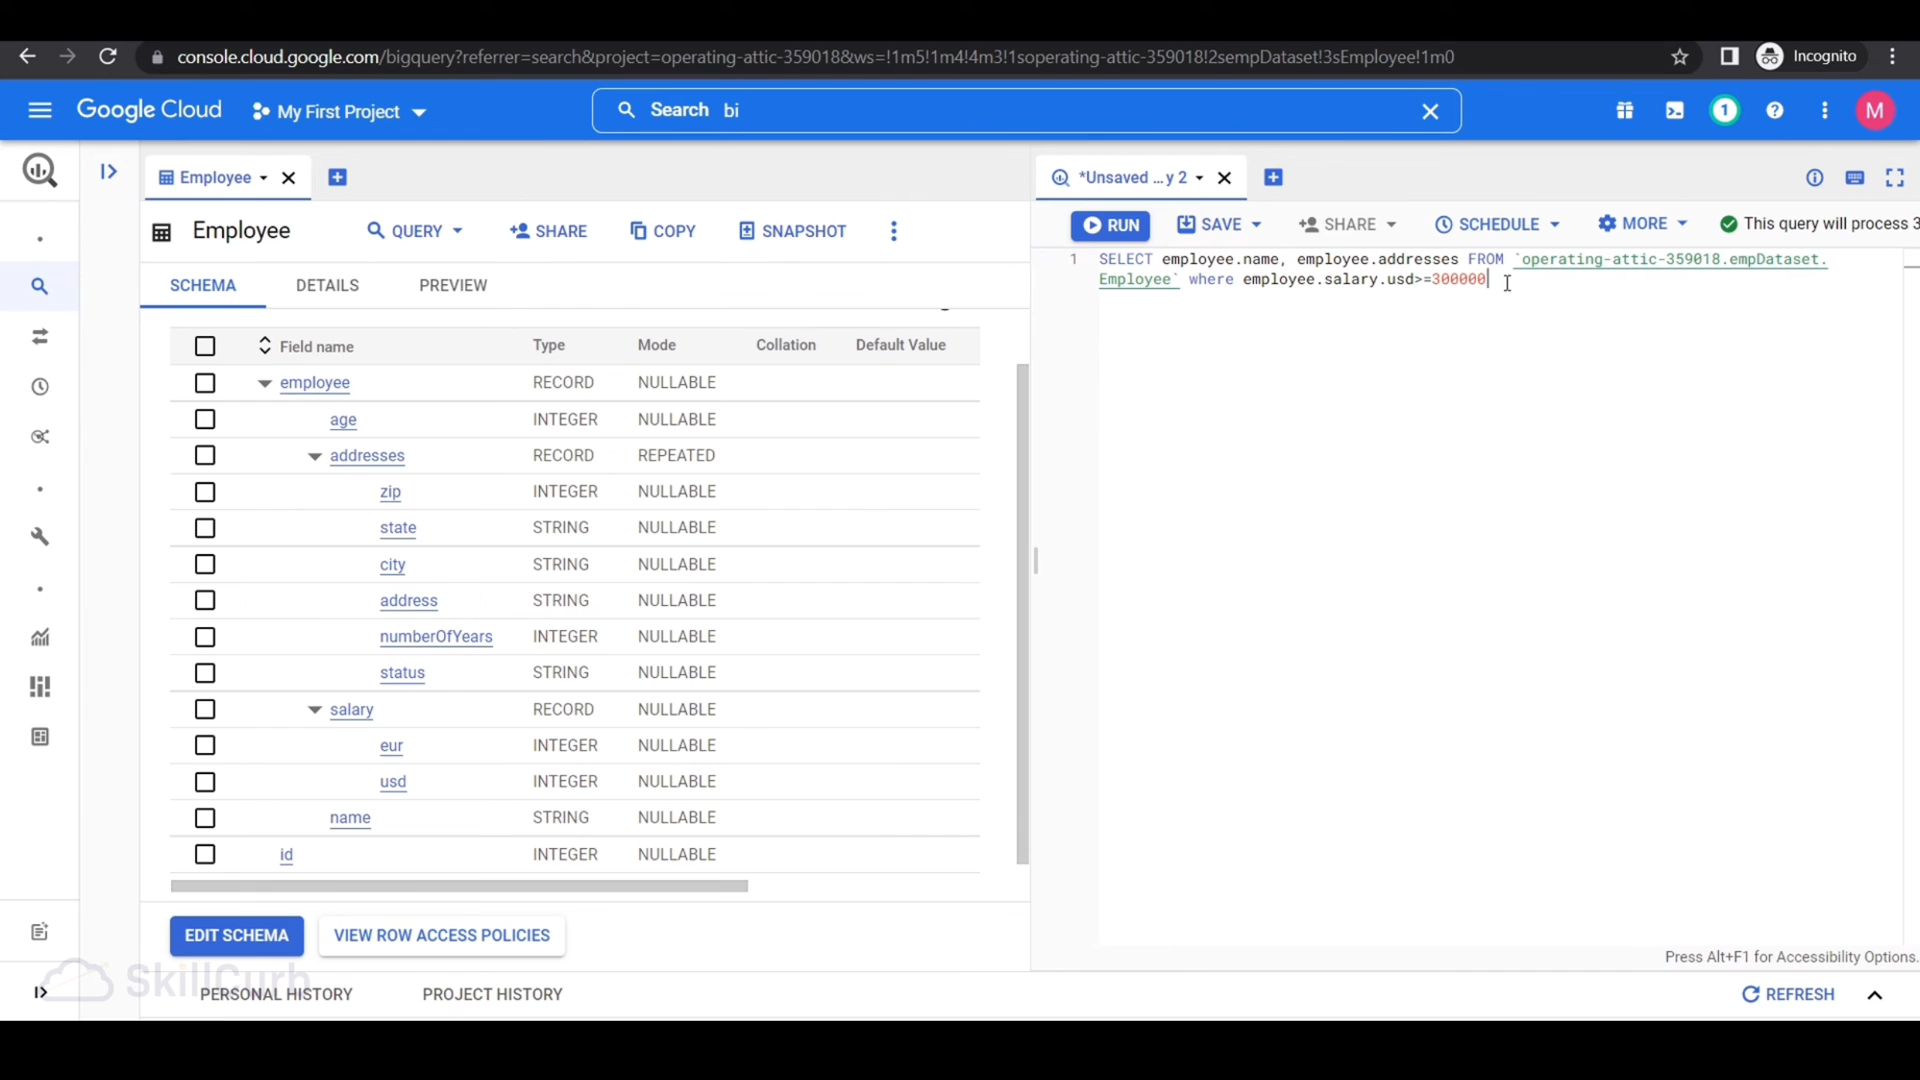 console.cloud.google.com/bigquery?referrer=search&project=operating-attic-359018&ws=!1m5!1m4!4m3!1soperating-attic-359018!2sempDataset!3sEmployee!1m0
Incognito
Google Cloud
My First Project
Search bi
1
M
Employee
*Unsaved ...y 2
Employee
QUERY
SHARE
COPY
SNAPSHOT
RUN
SAVE
SHARE
SCHEDULE
MORE
This query will process 3
SCHEMA
DETAILS
PREVIEW
1 SELECT employee.name, employee.addresses FROM `operating-attic-359018.empDataset.
Employee` where employee.salary.usd>=300000
Field name Type Mode Collation Default Value
employee RECORD NULLABLE
age INTEGER NULLABLE
addresses RECORD REPEATED
zip INTEGER NULLABLE
state STRING NULLABLE
city STRING NULLABLE
address STRING NULLABLE
numberOfYears INTEGER NULLABLE
status STRING NULLABLE
salary RECORD NULLABLE
eur INTEGER NULLABLE
usd INTEGER NULLABLE
name STRING NULLABLE
id INTEGER NULLABLE
EDIT SCHEMA
VIEW ROW ACCESS POLICIES
Press Alt+F1 for Accessibility Options.
SkillCurb
PERSONAL HISTORY
PROJECT HISTORY
REFRESH